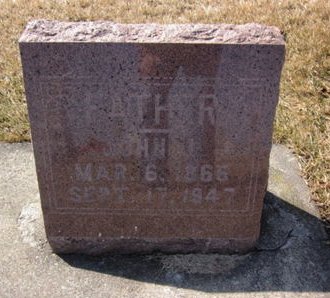 FATHER
JOHN
MAR. 6, 1866
SEPT. 17, 1947